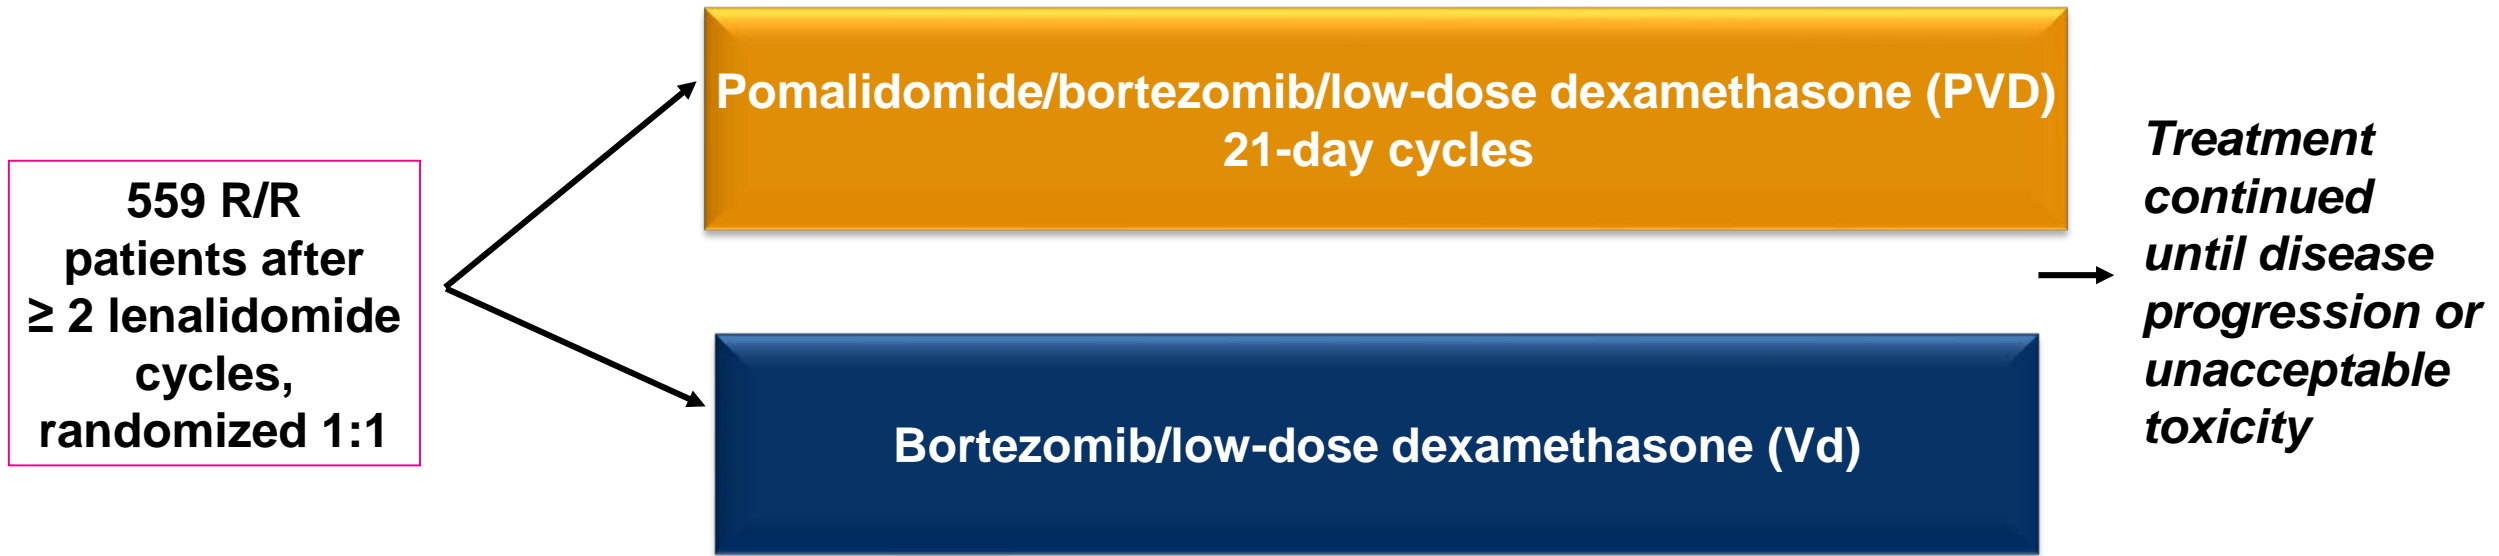 559 R/R
patients after
≥ 2 lenalidomide
cycles,
randomized 1:1
Pomalidomide/bortezomib/low-dose dexamethasone (PVD)
21-day cycles
Bortezomib/low-dose dexamethasone (Vd)
Treatment
continued
until disease
progression or
unacceptable
toxicity